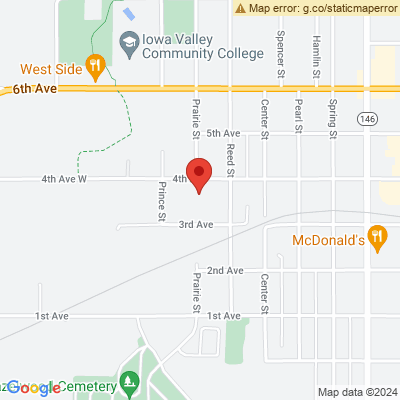 Map error: g.co/staticmaperror
Iowa Valley
Community College
West Side
6th Ave
Spencer St
Hamlin St
Prairie St
5th Ave
Center St
Pearl St
Spring St
146
Reed St
4th Ave W
4th
Prince St
3rd Ave
McDonald's
2nd Ave
Prairie St
Center St
1st Ave
1st Ave
Cemetery
Google
Map data ©2024